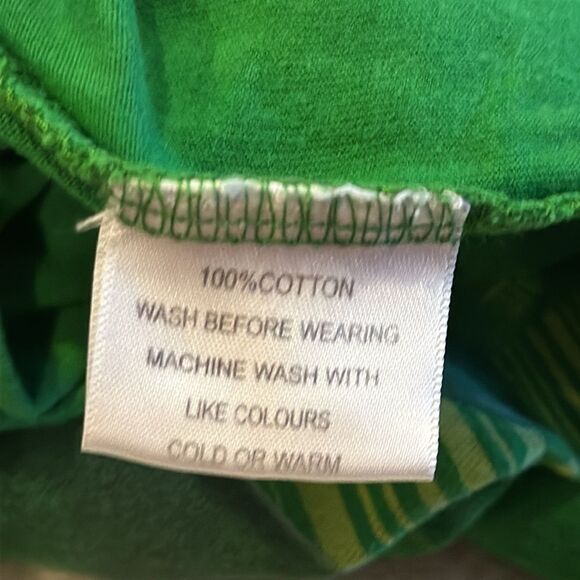 100%COTTON
WASH BEFORE WEARING
MACHINE WASH WITH
LIKE COLOURS
COLD OR WARM